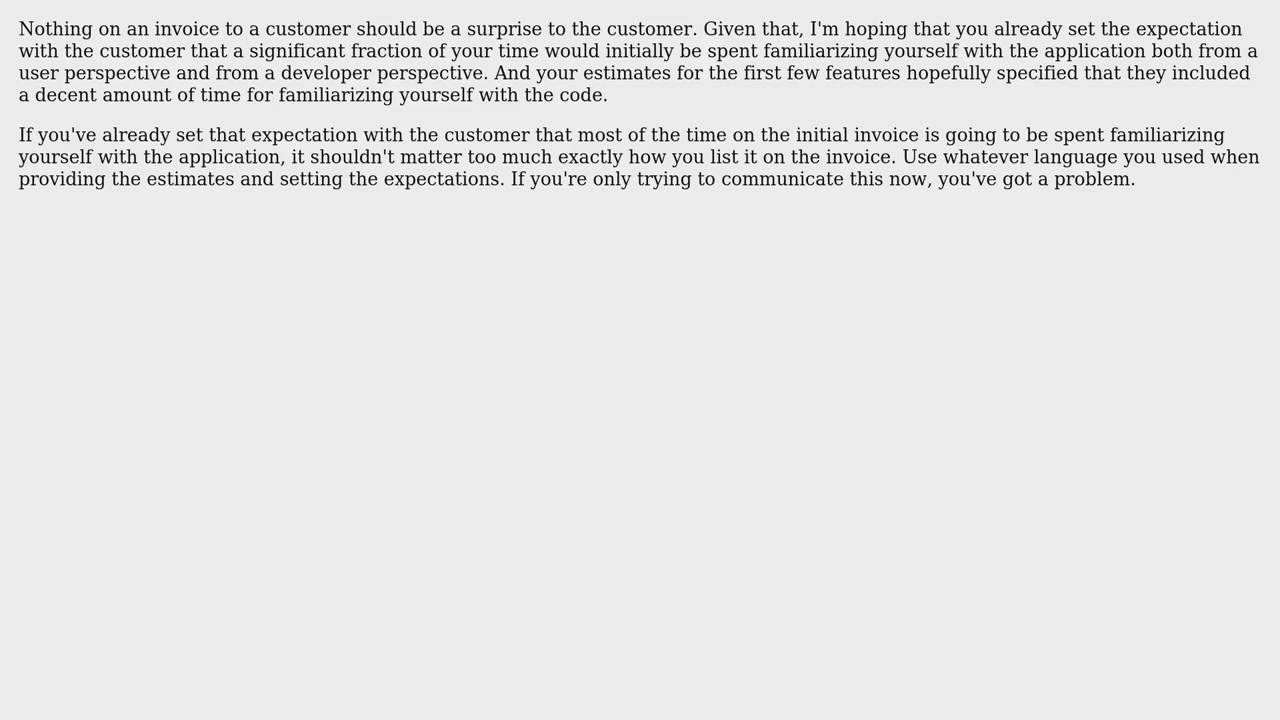 Nothing on an invoice to a customer should be a surprise to the customer. Given that, I'm hoping that you already set the expectation
with the customer that a significant fraction of your time would initially be spent familiarizing yourself with the application both from a
user perspective and from a developer perspective. And your estimates for the first few features hopefully specified that they included
a decent amount of time for familiarizing yourself with the code.
If you've already set that expectation with the customer that most of the time on the initial invoice is going to be spent familiarizing
yourself with the application, it shouldn't matter too much exactly how you list it on the invoice. Use whatever language you used when
providing the estimates and setting the expectations. If you're only trying to communicate this now, you've got a problem.